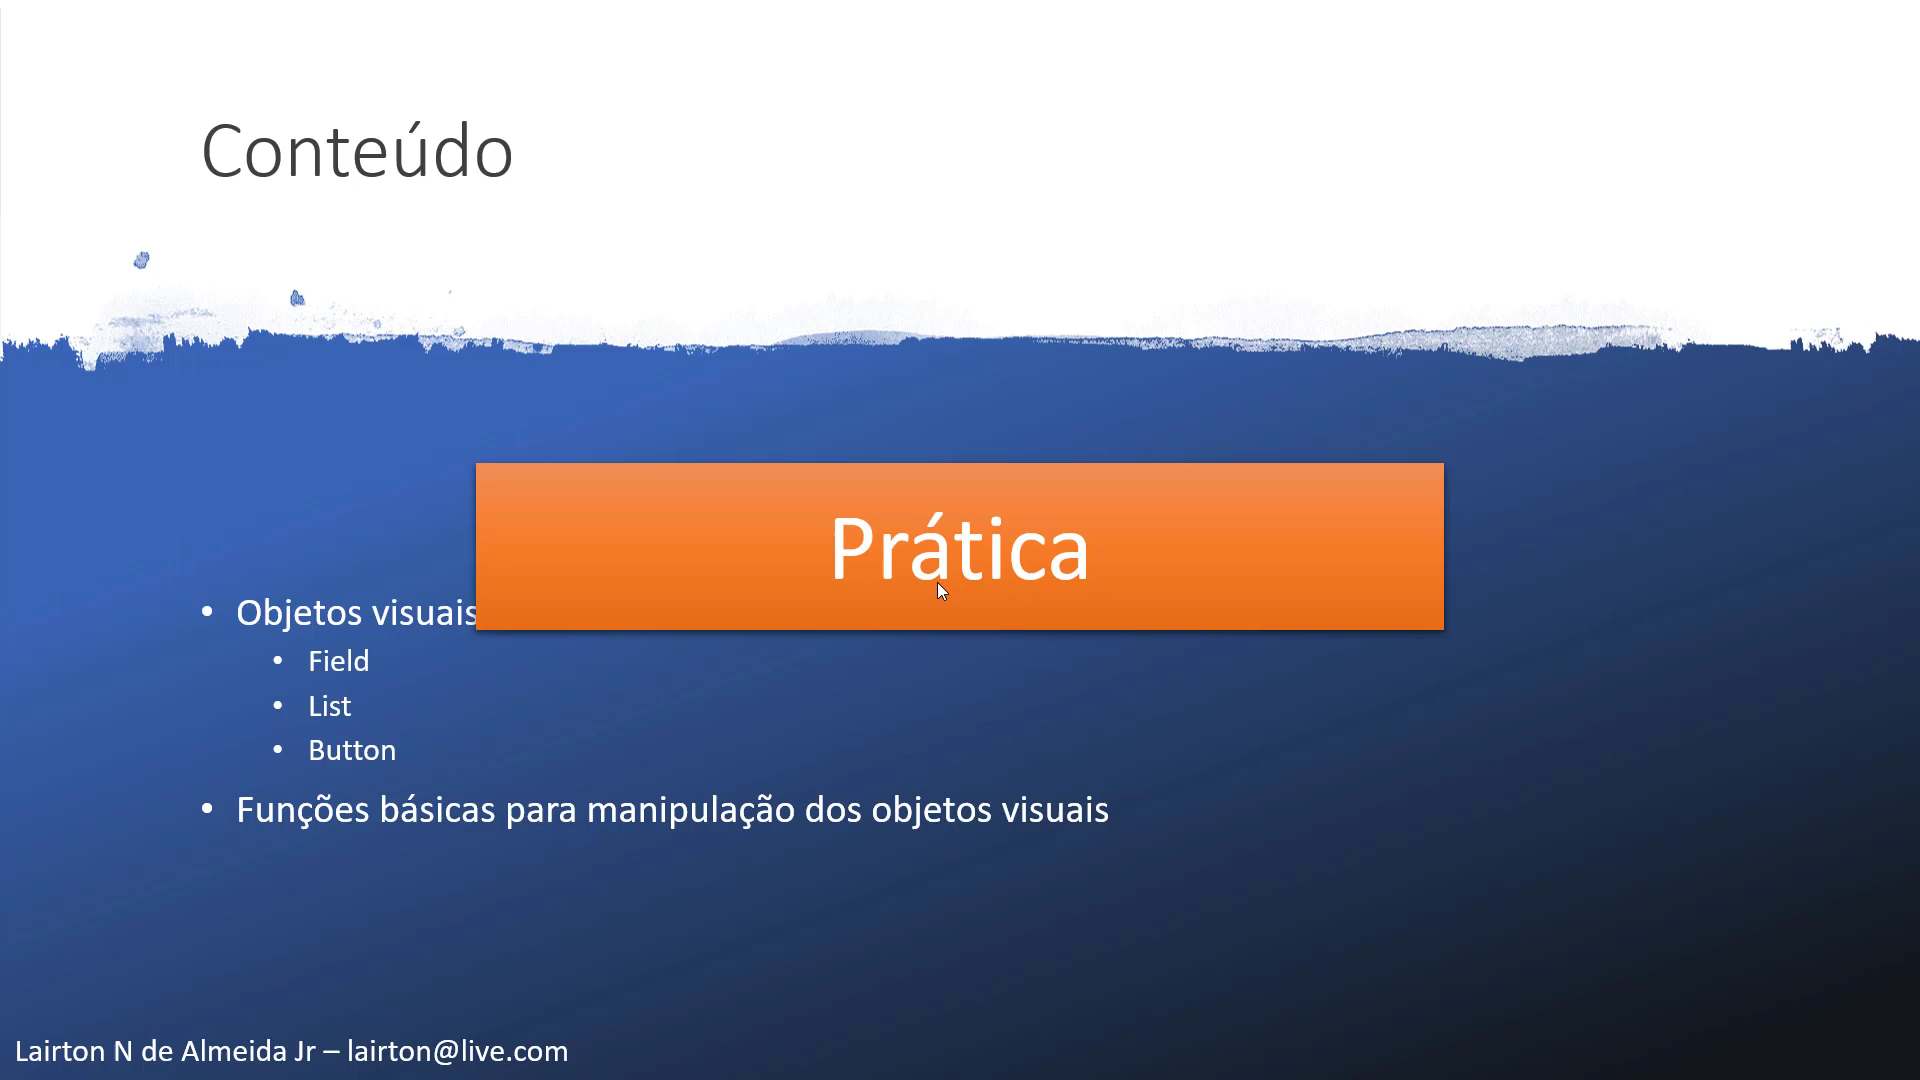 Conteúdo
Prática
• Objetos visuais
• Field
• List
• Button
• Funções básicas para manipulação dos objetos visuais
Lairton N de Almeida Jr – lairton@live.com